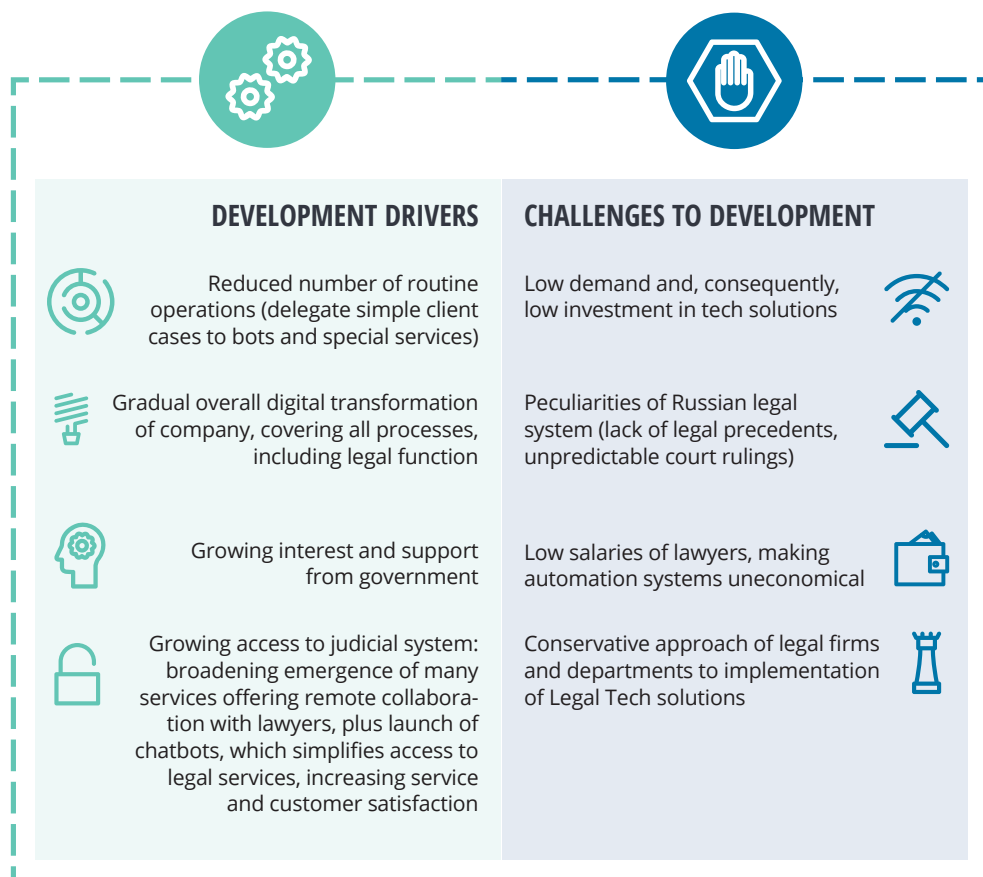 DEVELOPMENT DRIVERS
Reduced number of routine
operations (delegate simple client
cases to bots and special services)
Gradual overall digital transformation
of company, covering all processes,
including legal function
Growing interest and support
from government
Growing access to judicial system:
broadening emergence of many
services offering remote collabora-
tion with lawyers, plus launch of
chatbots, which simplifies access to
legal services, increasing service
and customer satisfaction
CHALLENGES TO DEVELOPMENT
Low demand and, consequently,
low investment in tech solutions
Peculiarities of Russian legal
system (lack of legal precedents,
unpredictable court rulings)
Low salaries of lawyers, making
automation systems uneconomical
Conservative approach of legal firms
and departments to implementation
of Legal Tech solutions